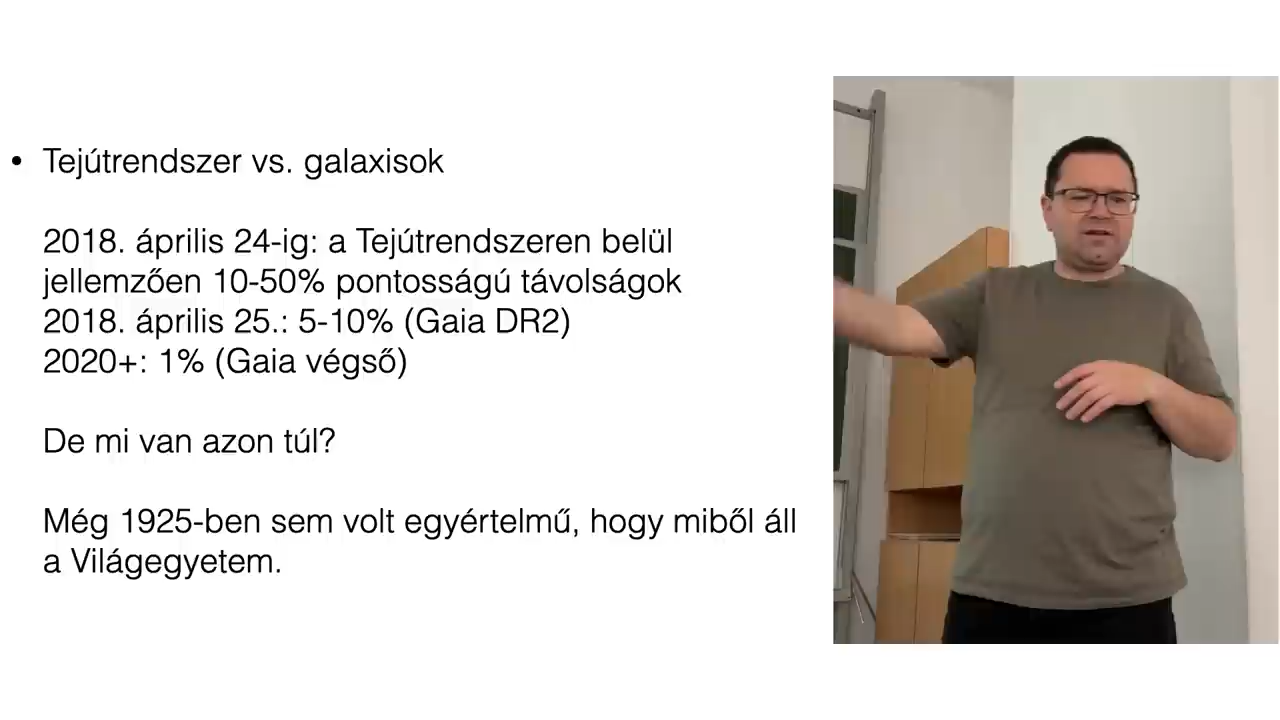 • Tejútrendszer vs. galaxisok
2018. április 24-ig: a Tejútrendszeren belül
jellemzően 10-50% pontosságú távolságok
2018. április 25.: 5-10% (Gaia DR2)
2020+: 1% (Gaia végső)
De mi van azon túl?
Még 1925-ben sem volt egyértelmű, hogy miből áll
a Világegyetem.